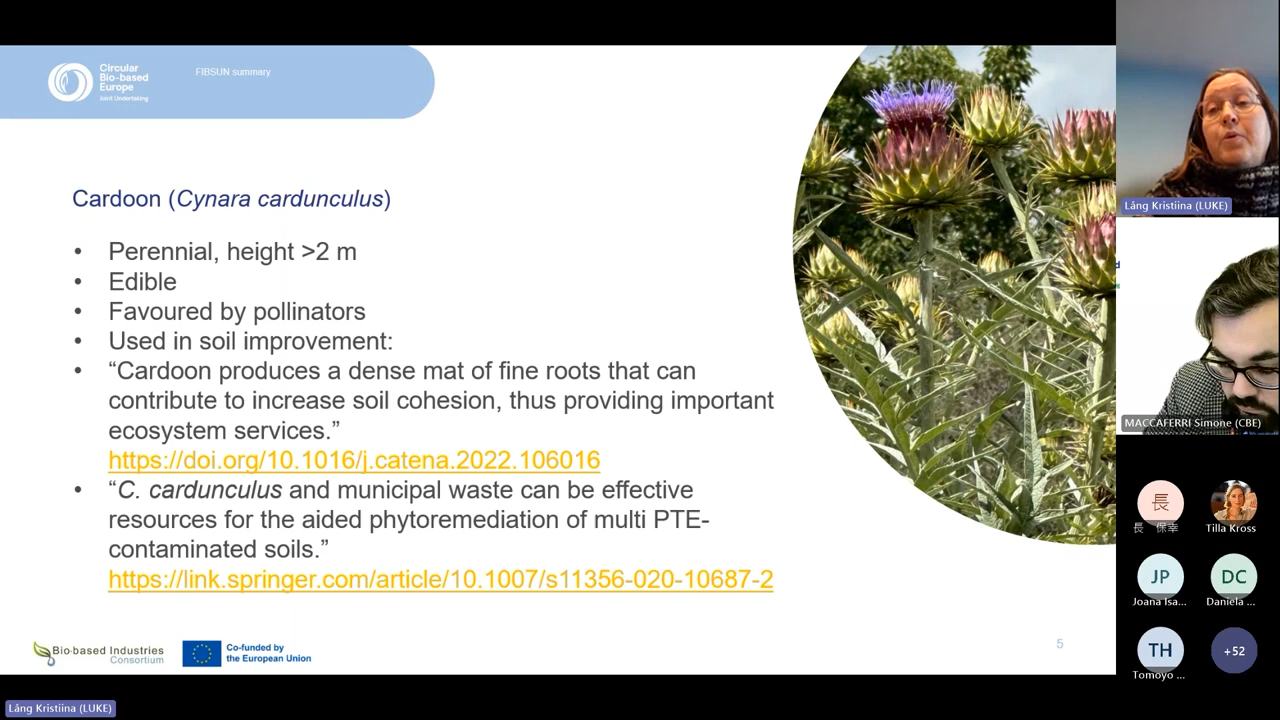 Circular
Bio-based
Europe
Joint Undertaking
FIBSUN summary
Cardoon (Cynara cardunculus)
• Perennial, height >2 m
• Edible
• Favoured by pollinators
• Used in soil improvement:
• “Cardoon produces a dense mat of fine roots that can
contribute to increase soil cohesion, thus providing important
ecosystem services.”
https://doi.org/10.1016/j.catena.2022.106016
• “C. cardunculus and municipal waste can be effective
resources for the aided phytoremediation of multi PTE-
contaminated soils.”
https://link.springer.com/article/10.1007/s11356-020-10687-2
Bio-based Industries
Consortium
Co-funded by
the European Union
5
Lång Kristiina (LUKE)
MACCAFERRI Simone (CBE)
長
長 保幸
Tilla Kross
JP
Joana Isa...
DC
Daniela ...
TH
Tomoyo ...
+52
Lång Kristiina (LUKE)